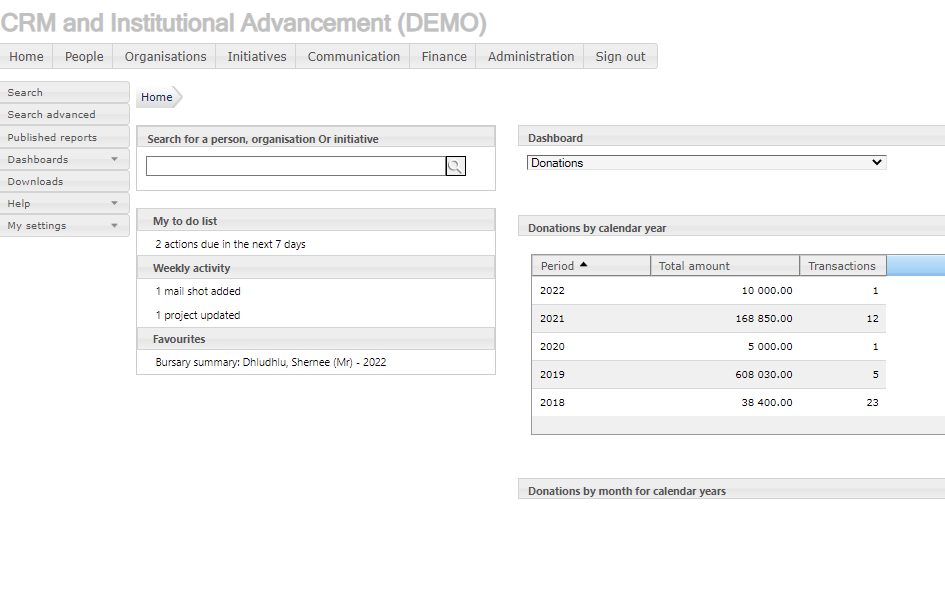 CRM and Institutional Advancement (DEMO)
Home People Organisations Initiatives Communication Finance Administration Sign out
Search
Search advanced
Published reports
Dashboards
Downloads
Help
My settings
Home
Search for a person, organisation Or initiative
My to do list
2 actions due in the next 7 days
Weekly activity
1 mail shot added
1 project updated
Favourites
Bursary summary: Dhludhlu, Shernee (Mr) - 2022
Dashboard
Donations
Donations by calendar year
Period Total amount Transactions
2022 10 000.00 1
2021 168 850.00 12
2020 5 000.00 1
2019 608 030.00 5
2018 38 400.00 23
Donations by month for calendar years